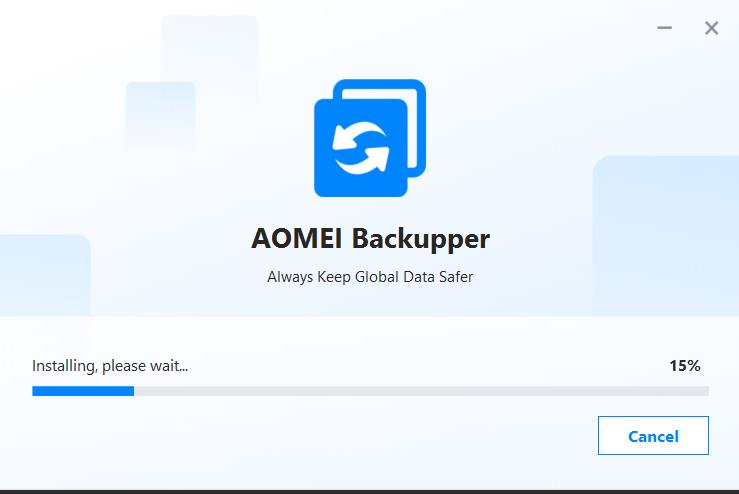 AOMEI Backupper
Always Keep Global Data Safer
Installing, please wait...
15%
Cancel